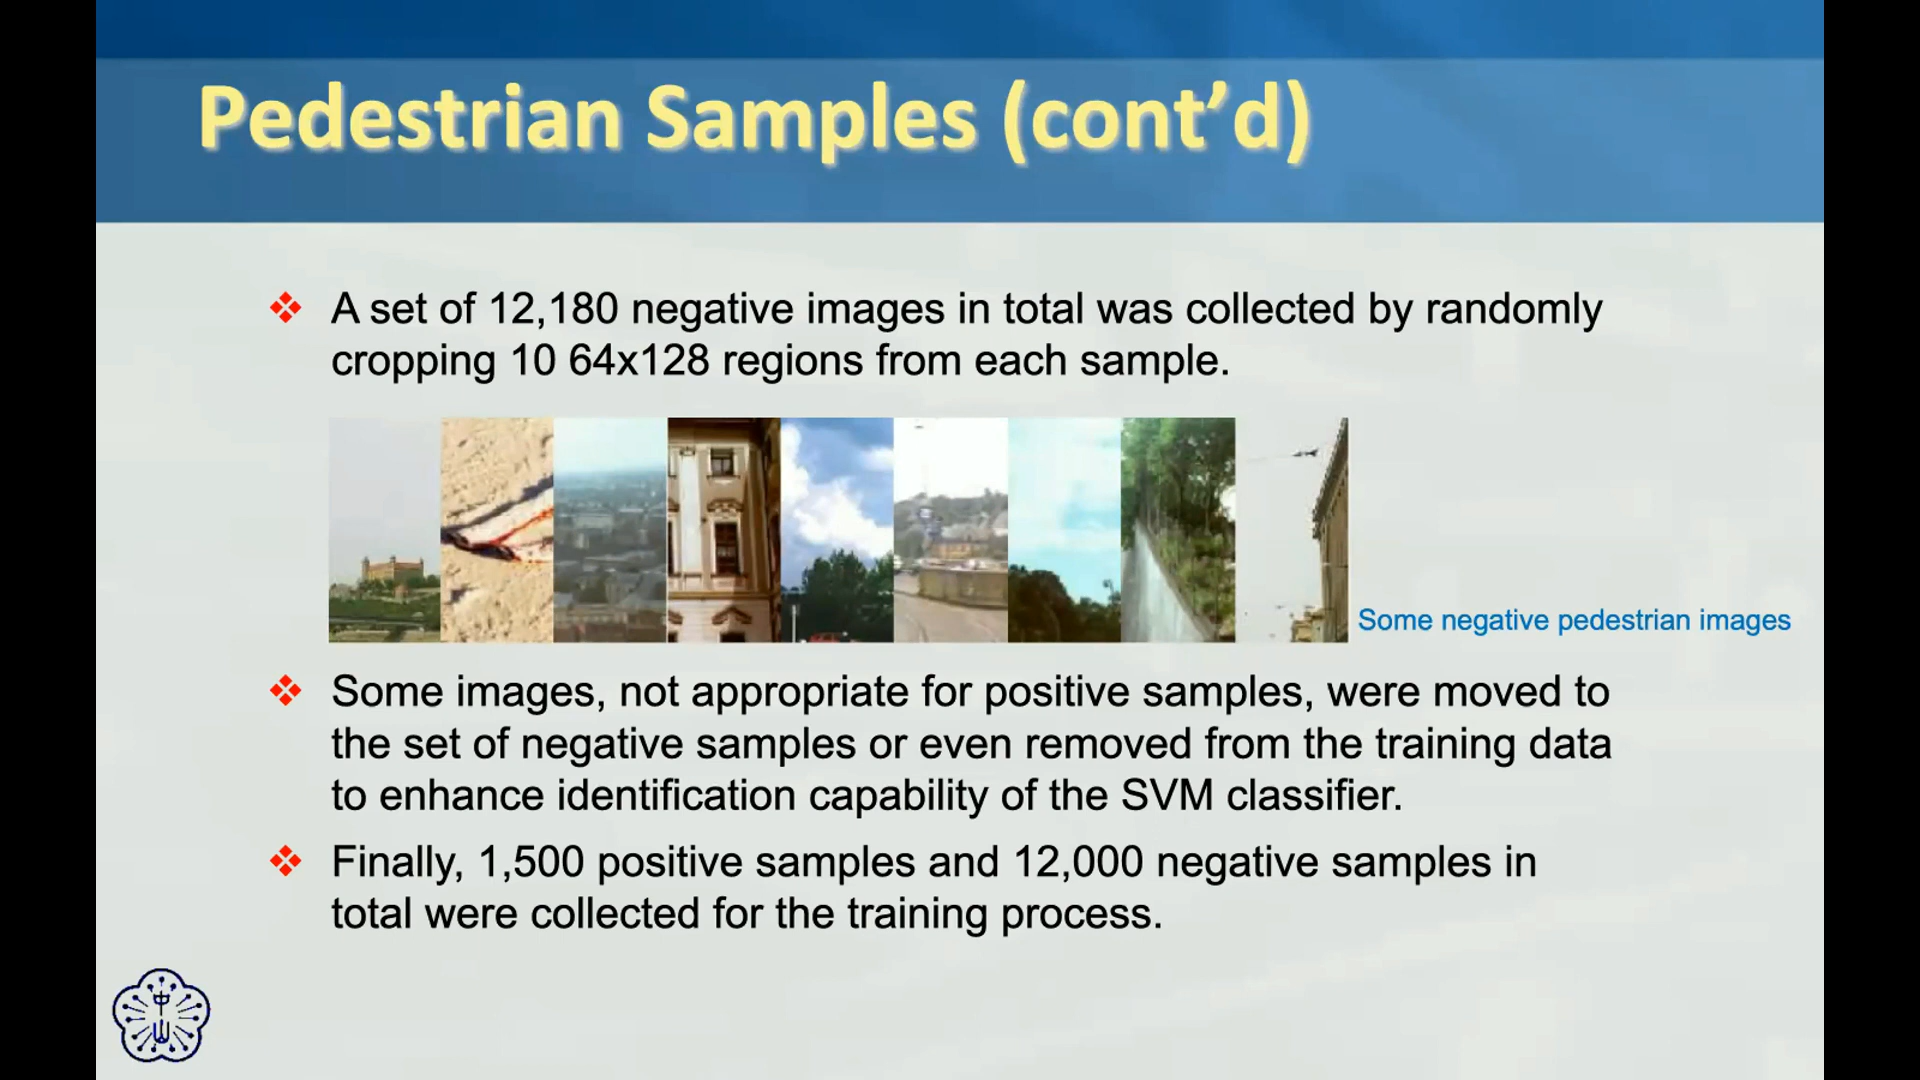 Pedestrian Samples (cont’d)
A set of 12,180 negative images in total was collected by randomly
cropping 10 64x128 regions from each sample.
Some negative pedestrian images
Some images, not appropriate for positive samples, were moved to
the set of negative samples or even removed from the training data
to enhance identification capability of the SVM classifier.
Finally, 1,500 positive samples and 12,000 negative samples in
total were collected for the training process.